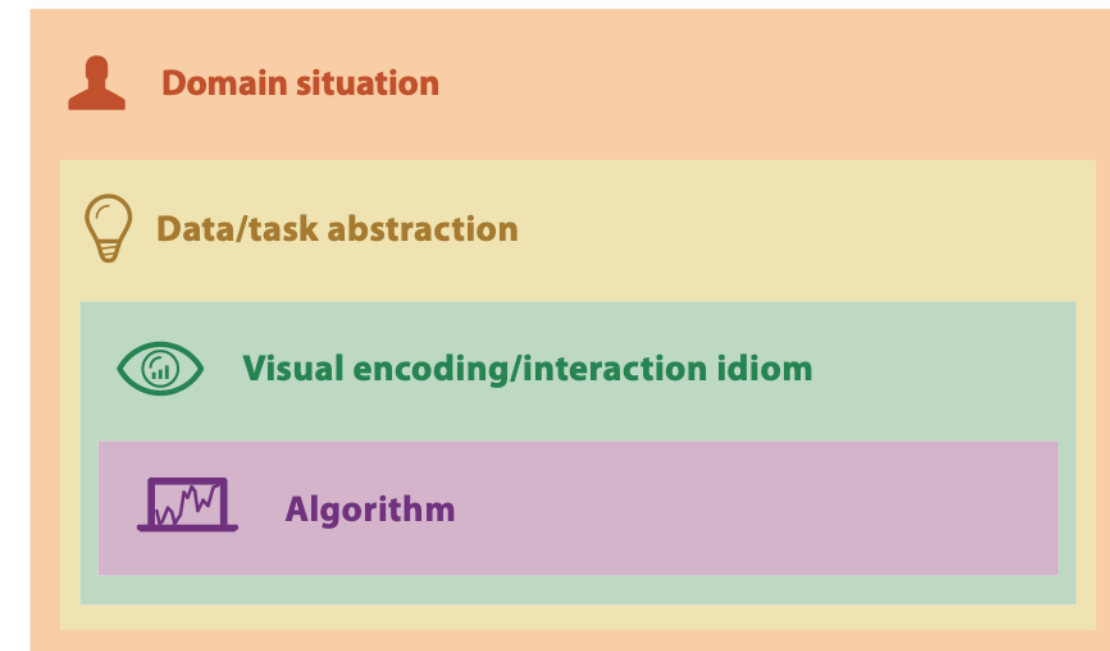 Domain situation
Data/task abstraction
Visual encoding/interaction idiom
Algorithm